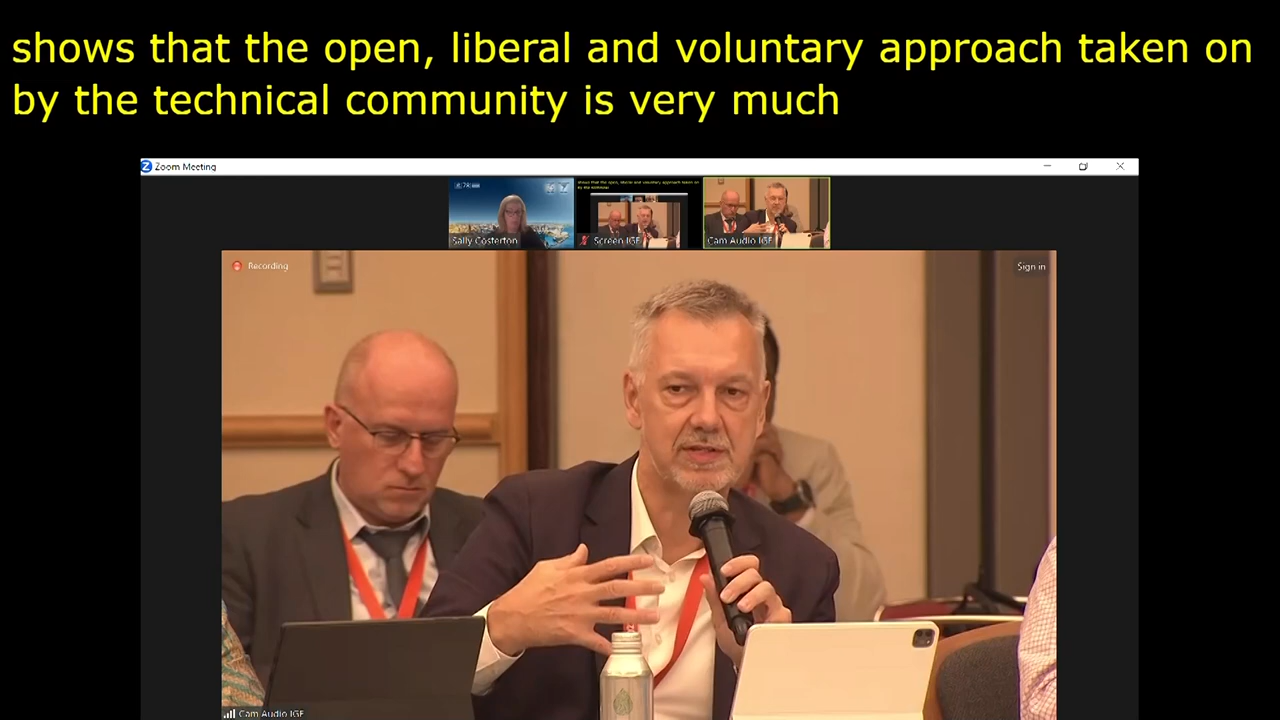 shows that the open, liberal and voluntary approach taken on
by the technical community is very much
Zoom Meeting
Sally Costerton
Screen IGF
Cam Audio IGF
Recording
Sign in
Cam Audio IGF